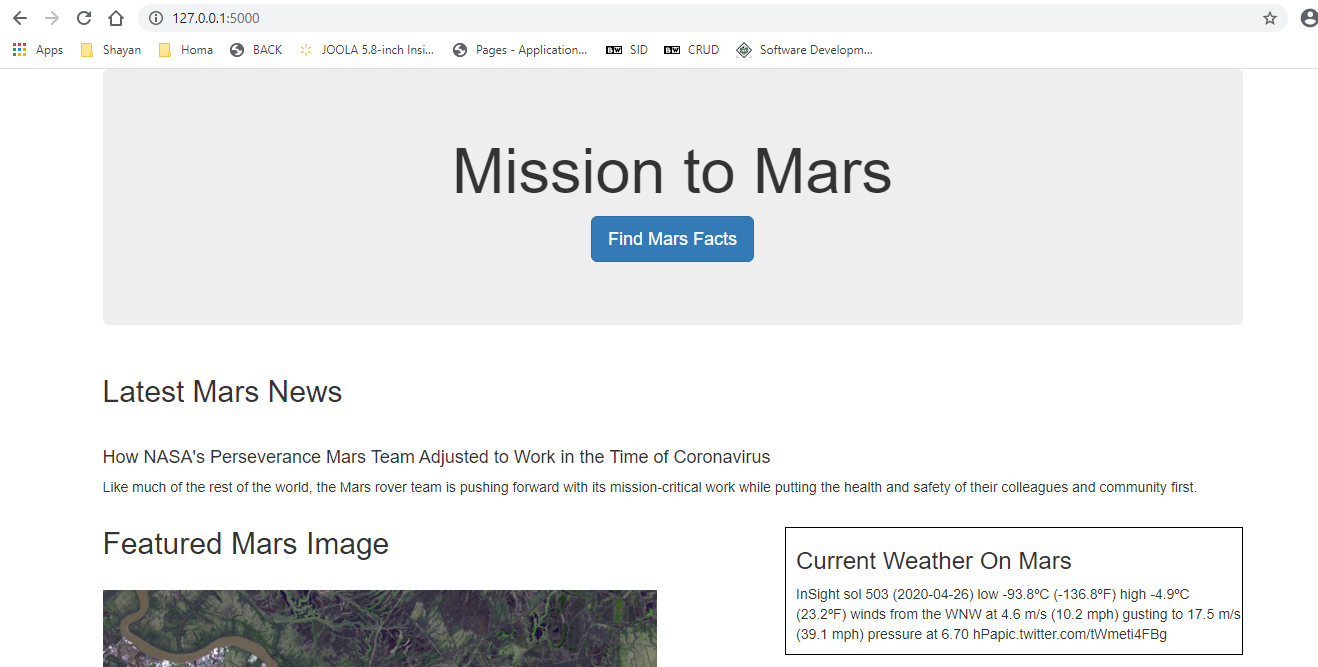 127.0.0.1:5000
Apps Shayan Homa BACK JOOLA 5.8-inch Insi... Pages - Application... BW SID BW CRUD Software Developm...
Mission to Mars
Find Mars Facts
Latest Mars News
How NASA's Perseverance Mars Team Adjusted to Work in the Time of Coronavirus
Like much of the rest of the world, the Mars rover team is pushing forward with its mission-critical work while putting the health and safety of their colleagues and community first.
Featured Mars Image
Current Weather On Mars
InSight sol 503 (2020-04-26) low -93.8ºC (-136.8ºF) high -4.9ºC
(23.2ºF) winds from the WNW at 4.6 m/s (10.2 mph) gusting to 17.5 m/s
(39.1 mph) pressure at 6.70 hPapic.twitter.com/tWmeti4FBg